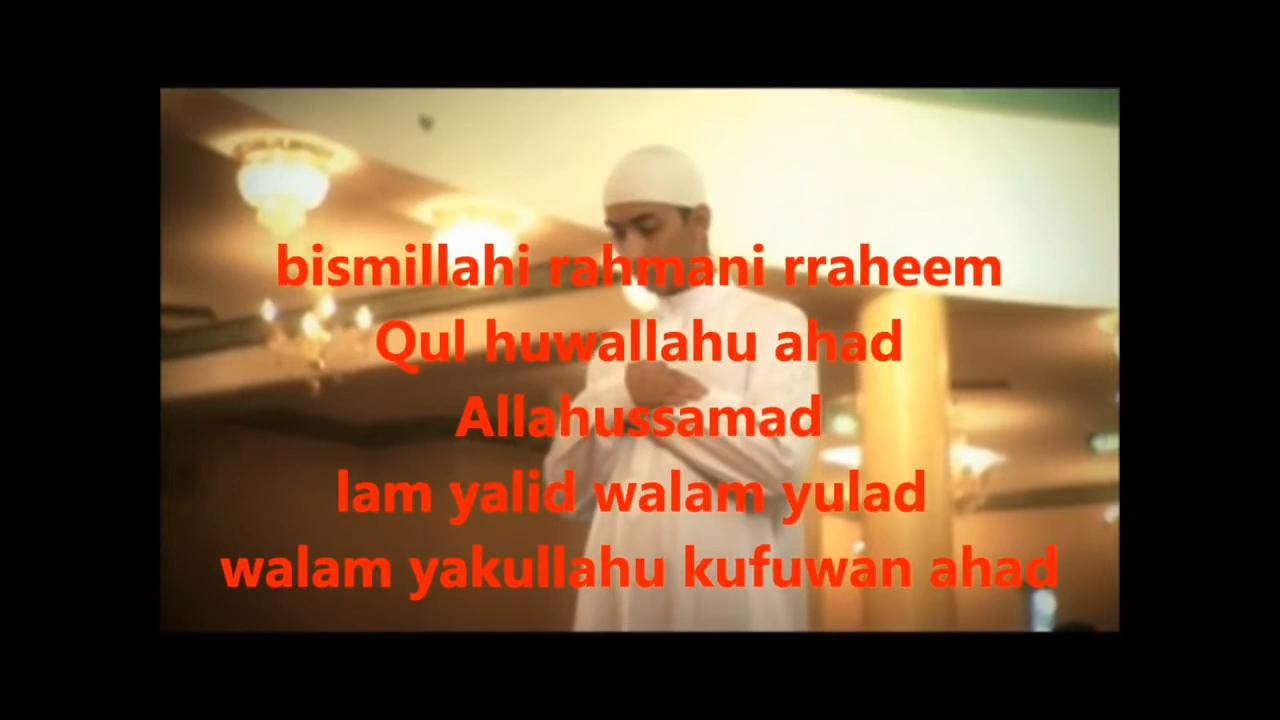 bismillahi rahmani rraheem
Qul huwallahu ahad
Allahussamad
lam yalid walam yulad
walam yakullahu kufuwan ahad